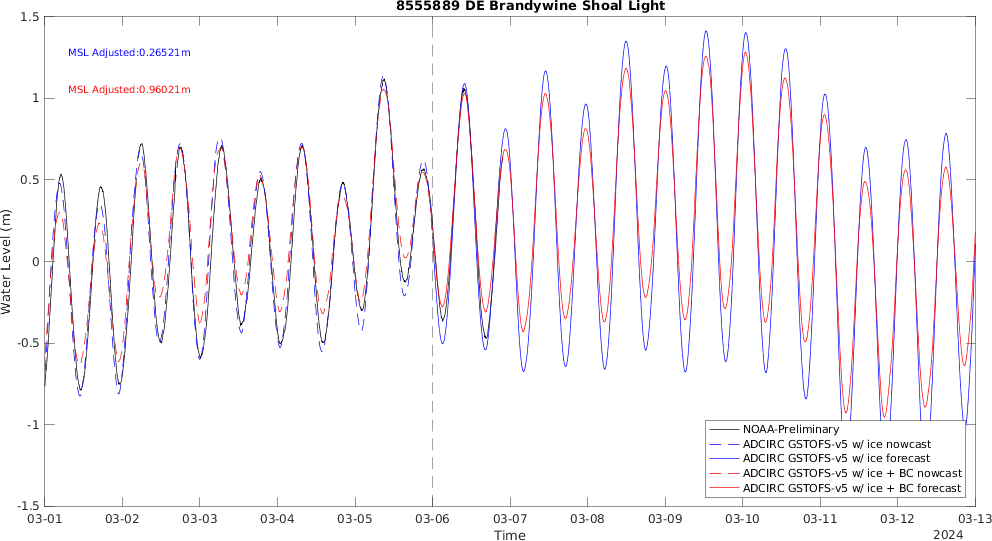 8555889 DE Brandywine Shoal Light
MSL Adjusted:0.26521m
MSL Adjusted:0.96021m
Water Level (m)
1.5
1
0.5
0
-0.5
-1
-1.5
NOAA-Preliminary
ADCIRC GSTOFS-v5 w/ ice nowcast
ADCIRC GSTOFS-v5 w/ ice forecast
ADCIRC GSTOFS-v5 w/ ice + BC nowcast
ADCIRC GSTOFS-v5 w/ ice + BC forecast
03-01 03-02 03-03 03-04 03-05 03-06 03-07 03-08 03-09 03-10 03-11 03-12 03-13
Time
2024